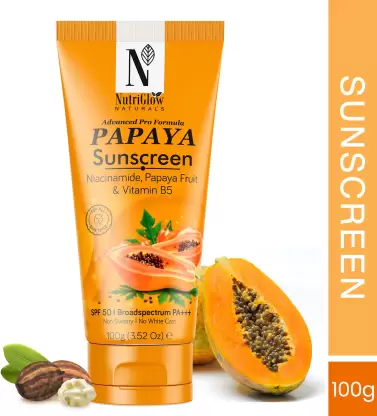 N
NutriGlow
NATURALS
Advanced Pro Formula
PAPAYA
Sunscreen
Niacinamide, Papaya Fruit
& Vitamin B5
SPF 50 | Broadspectrum PA+++
Non Greasy | No White Cast
100g (3.52 Oz) e
SUNSCREEN
100g